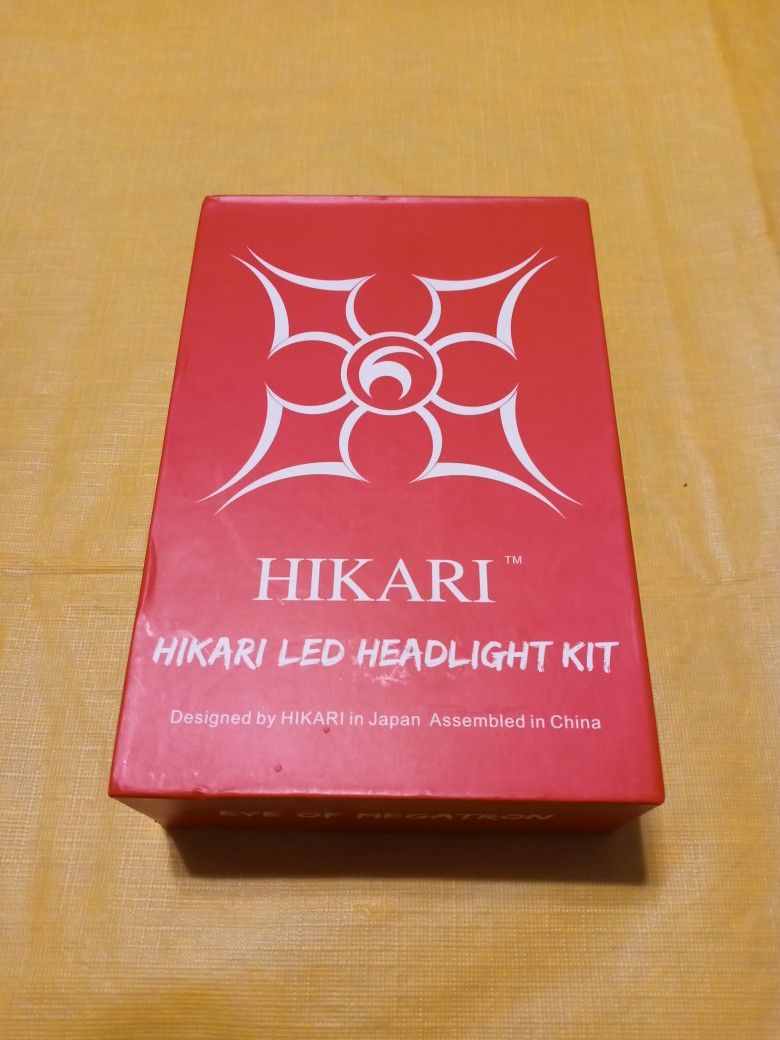 HIKARI™
HIKARI LED HEADLIGHT KIT
Designed by HIKARI in Japan Assembled in China
EYE OF MEGATRON